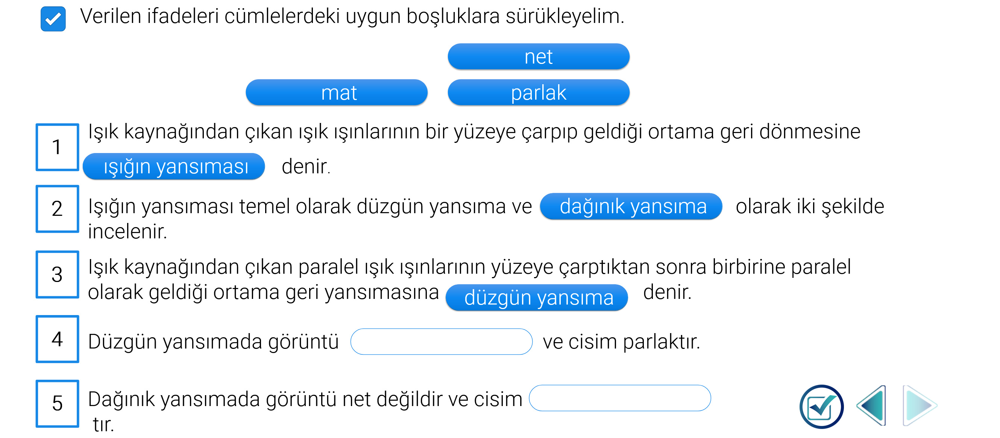 Verilen ifadeleri cümlelerdeki uygun boşluklara sürükleyelim.
net
mat parlak
1 Işık kaynağından çıkan ışık ışınlarının bir yüzeye çarpıp geldiği ortama geri dönmesine
ışığın yansıması denir.
2 Işığın yansıması temel olarak düzgün yansıma ve dağınık yansıma olarak iki şekilde
incelenir.
3 Işık kaynağından çıkan paralel ışık ışınlarının yüzeye çarptıktan sonra birbirine paralel
olarak geldiği ortama geri yansımasına düzgün yansıma denir.
4 Düzgün yansımada görüntü ve cisim parlaktır.
5 Dağınık yansımada görüntü net değildir ve cisim
tır.